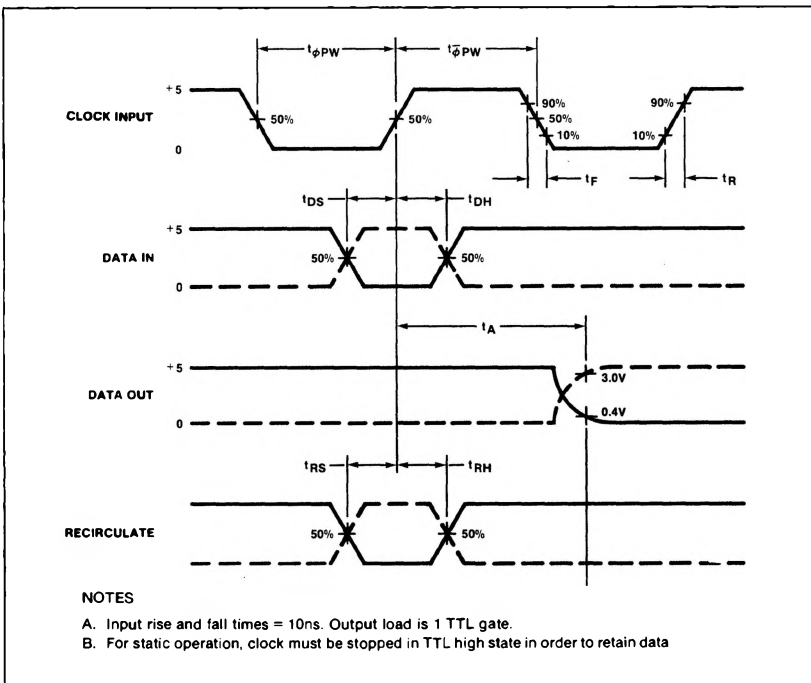 tφPW tφ̅PW
+5 90% 90%
CLOCK INPUT 50% 50% 50%
10% 10%
0
tF tR
tDS tDH
+5
DATA IN 50% 50%
0
tA
+5
3.0V
DATA OUT
0.4V
0
tRS tRH
RECIRCULATE 50% 50%
NOTES
A. Input rise and fall times = 10ns. Output load is 1 TTL gate.
B. For static operation, clock must be stopped in TTL high state in order to retain data